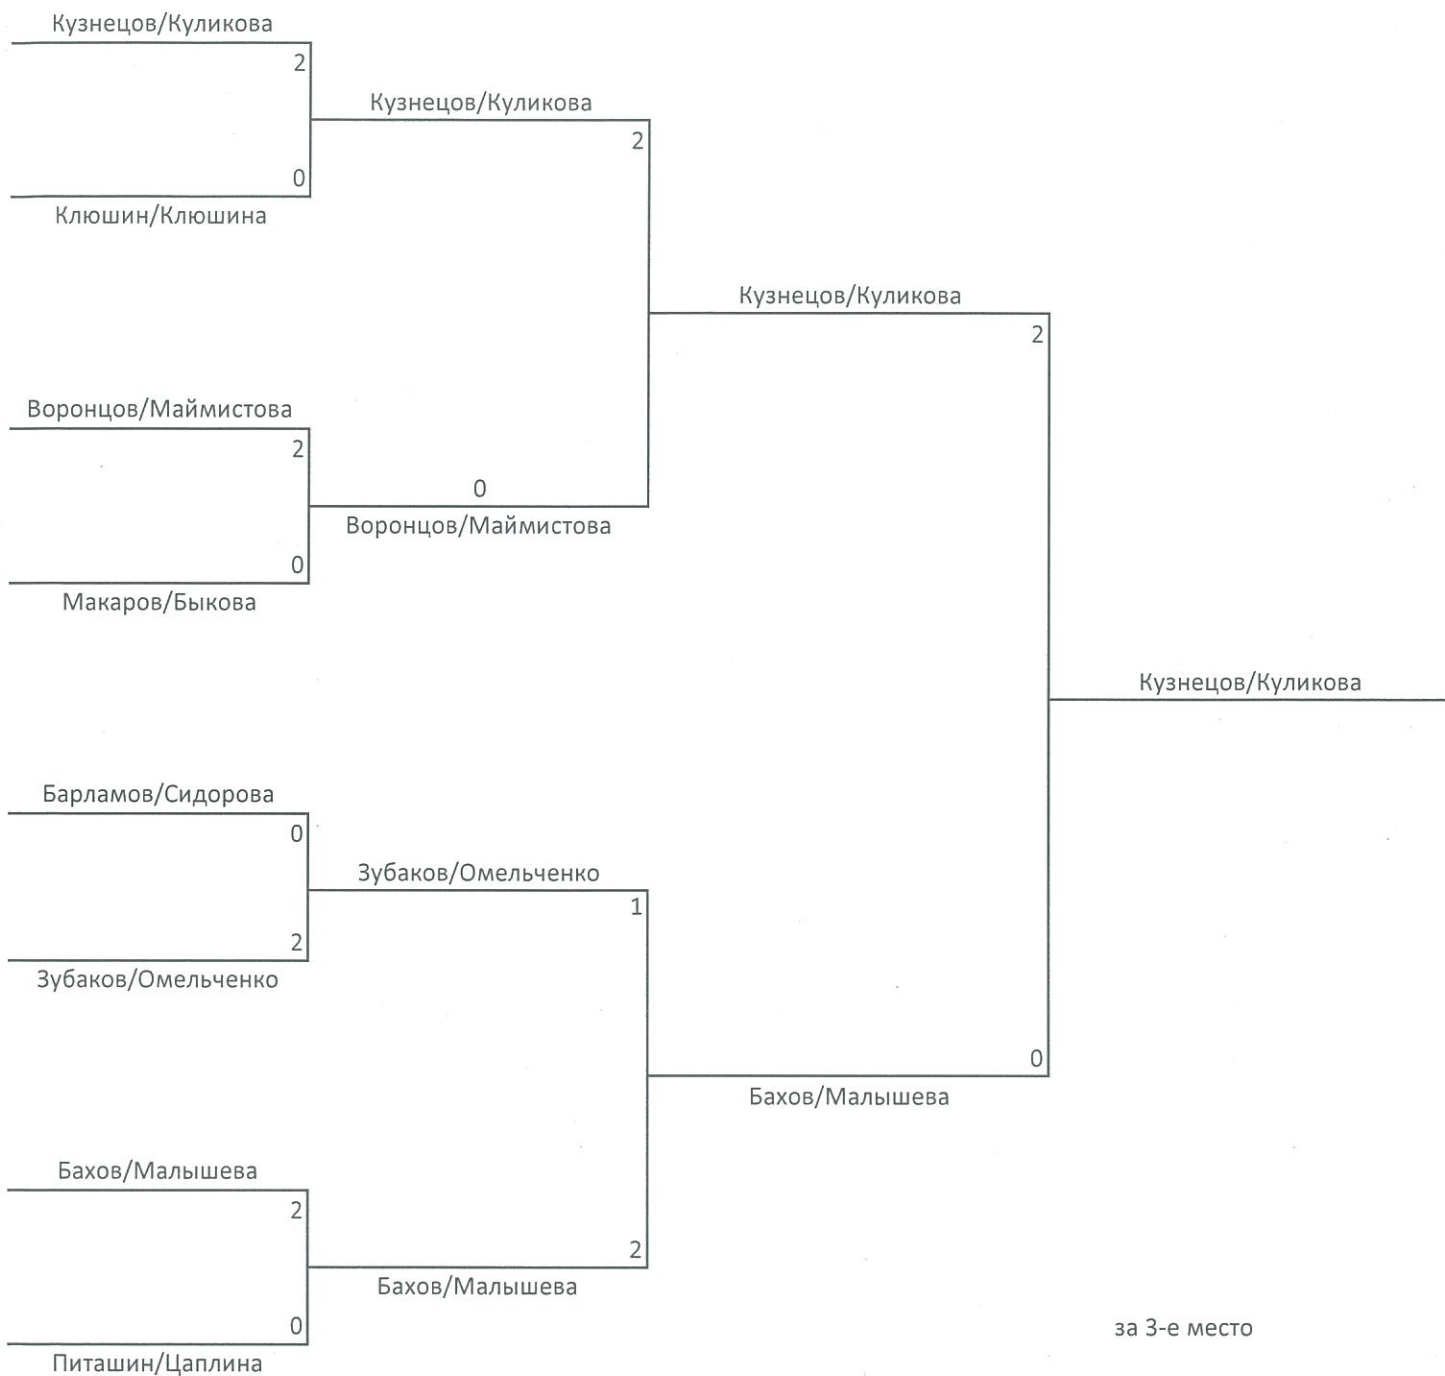 Кузнецов/Куликова
2
Кузнецов/Куликова
2
0
Клюшин/Клюшина
Кузнецов/Куликова
2
Воронцов/Маймистова
2
0
Воронцов/Маймистова
0
Макаров/Быкова
Кузнецов/Куликова
Барламов/Сидорова
0
Зубаков/Омельченко
1
2
Зубаков/Омельченко
0
Бахов/Малышева
Бахов/Малышева
2
2
Бахов/Малышева
0
за 3-е место
Питашин/Цаплина